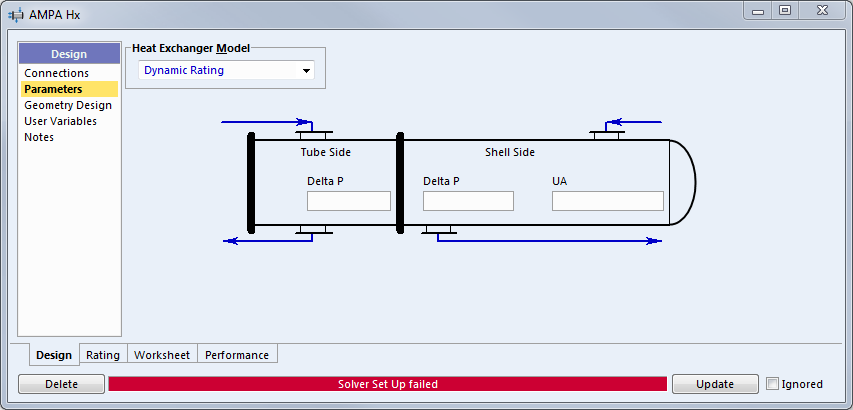 AMPA Hx
Design
Connections
Parameters
Geometry Design
User Variables
Notes
Heat Exchanger Model
Dynamic Rating
Tube Side
Shell Side
Delta P
Delta P
UA
Design
Rating
Worksheet
Performance
Delete
Solver Set Up failed
Update
Ignored